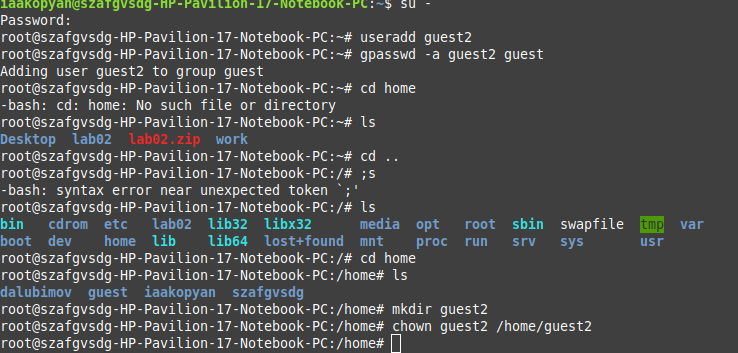 iaakopyan@szafgvsdg-HP-Pavilion-17-Notebook-PC:~$ su -
Password:
root@szafgvsdg-HP-Pavilion-17-Notebook-PC:~# useradd guest2
root@szafgvsdg-HP-Pavilion-17-Notebook-PC:~# gpasswd -a guest2 guest
Adding user guest2 to group guest
root@szafgvsdg-HP-Pavilion-17-Notebook-PC:~# cd home
-bash: cd: home: No such file or directory
root@szafgvsdg-HP-Pavilion-17-Notebook-PC:~# ls
Desktop  lab02  lab02.zip  work
root@szafgvsdg-HP-Pavilion-17-Notebook-PC:~# cd ..
root@szafgvsdg-HP-Pavilion-17-Notebook-PC:/# ;s
-bash: syntax error near unexpected token `;'
root@szafgvsdg-HP-Pavilion-17-Notebook-PC:/# ls
bin   cdrom  etc   lab02  lib32  libx32      media  opt   root  sbin  swapfile  tmp  var
boot  dev    home  lib    lib64  lost+found  mnt    proc  run   srv   sys       usr
root@szafgvsdg-HP-Pavilion-17-Notebook-PC:/# cd home
root@szafgvsdg-HP-Pavilion-17-Notebook-PC:/home# ls
dalubimov  guest  iaakopyan  szafgvsdg
root@szafgvsdg-HP-Pavilion-17-Notebook-PC:/home# mkdir guest2
root@szafgvsdg-HP-Pavilion-17-Notebook-PC:/home# chown guest2 /home/guest2
root@szafgvsdg-HP-Pavilion-17-Notebook-PC:/home#